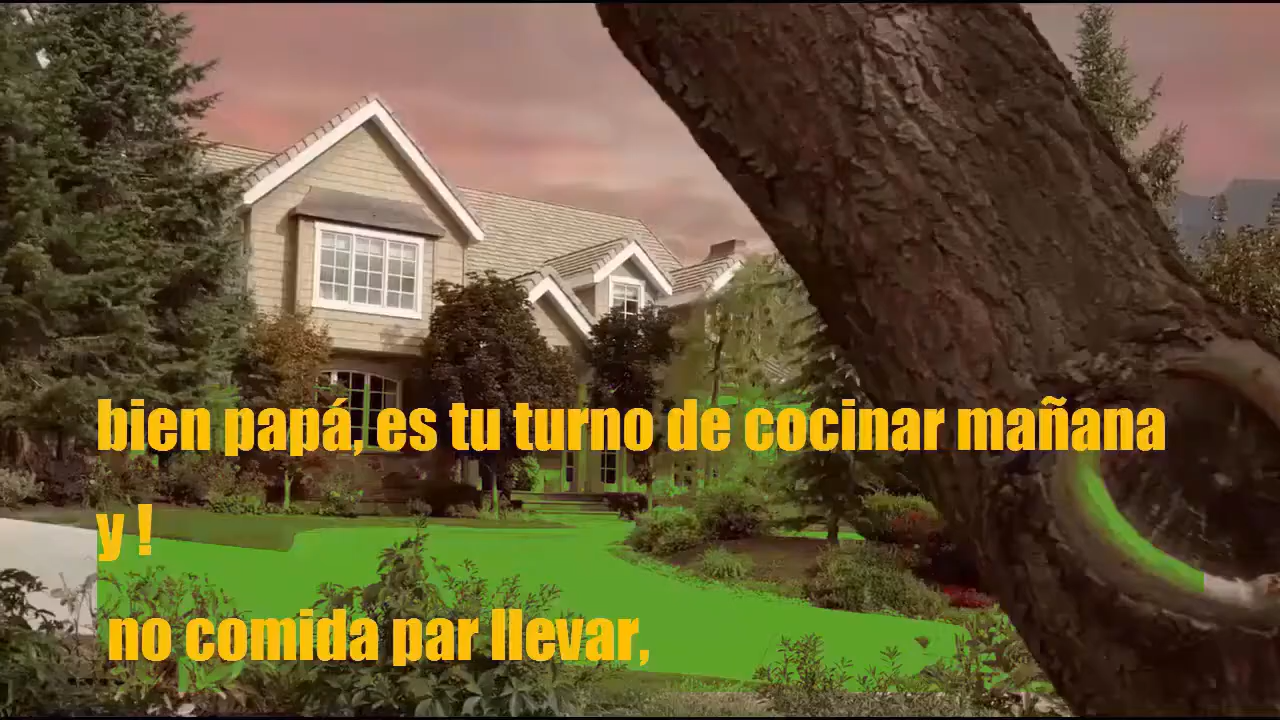 bien papá, es tu turno de cocinar mañana
y !
no comida par llevar,